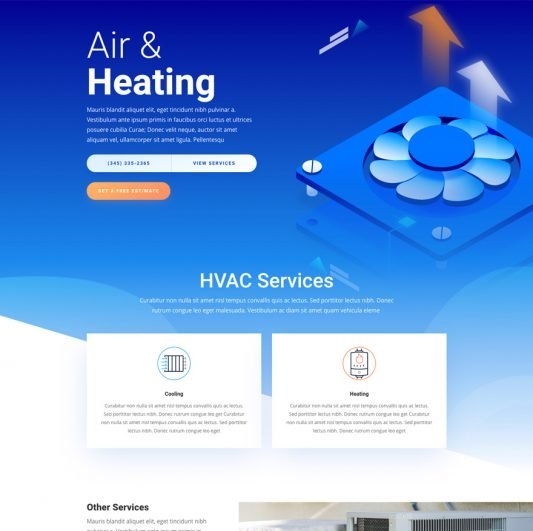 Air &
Heating
Mauris blandit aliquet elit, eget tincidunt nibh pulvinar a.
Vestibulum ante ipsum primis in faucibus orci luctus et ultrices
posuere cubilia Curae; Donec velit neque, auctor sit amet
aliquam vel, ullamcorper sit amet ligula. Pellentesqu
(345) 335-2365
VIEW SERVICES
GET A FREE ESTIMATE
HVAC Services
Curabitur non nulla sit amet nisl tempus convallis quis ac lectus. Sed porttitor lectus nibh. Donec
rutrum congue leo eget malesuada. Vestibulum ac diam sit amet quam vehicula eleme
Cooling
Curabitur non nulla sit amet nisl tempus convallis quis ac lectus.
Sed porttitor lectus nibh. Donec rutrum congue leo get Curabitur
non nulla sit amet nisl tempus convallis quis ac lectus. Sed porttitor
lectus nibh. Donec rutrum congue leo eget
Heating
Curabitur non nulla sit amet nisl tempus convallis quis ac lectus.
Sed porttitor lectus nibh. Donec rutrum congue leo get Curabitur
non nulla sit amet nisl tempus convallis quis ac lectus. Sed porttitor
lectus nibh. Donec rutrum congue leo eget
Other Services
Mauris blandit aliquet elit, eget tincidunt nibh